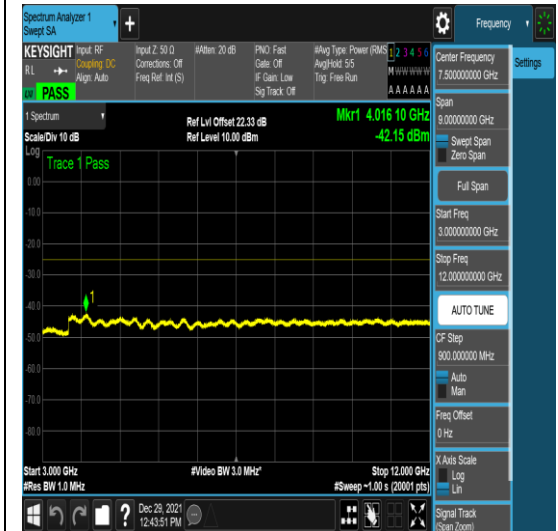 Spectrum Analyzer 1
Swept SA
+
Frequency
KEYSIGHT
RL
Input: RF
Coupling: DC
Align: Auto
PASS
Input Z: 50 Ω
Corrections: Off
Freq Ref: Int (S)
#Atten: 20 dB
PNO: Fast
Gate: Off
IF Gain: Low
Sig Track: Off
#Avg Type: Power (RMS
Avg|Hold: 5/5
Trig: Free Run
1 2 3 4 5 6
M W W W W W
A A A A A A
Settings
1 Spectrum
Scale/Div 10 dB
Ref Lvl Offset 22.33 dB
Ref Level 10.00 dBm
Mkr1 4.016 10 GHz
-42.15 dBm
Log
Trace 1 Pass
0.00
-10.0
-20.0
-30.0
-40.0
-50.0
-60.0
-70.0
-80.0
1
Start 3.000 GHz
#Res BW 1.0 MHz
#Video BW 3.0 MHz*
Stop 12.000 GHz
#Sweep ~1.00 s (20001 pts)
Center Frequency
7.500000000 GHz
Span
9.00000000 GHz
Swept Span
Zero Span
Full Span
Start Freq
3.000000000 GHz
Stop Freq
12.000000000 GHz
AUTO TUNE
CF Step
900.000000 MHz
Auto
Man
Freq Offset
0 Hz
X Axis Scale
Log
Lin
Signal Track
(Span Zoom)
?
Dec 29, 2021
12:43:51 PM